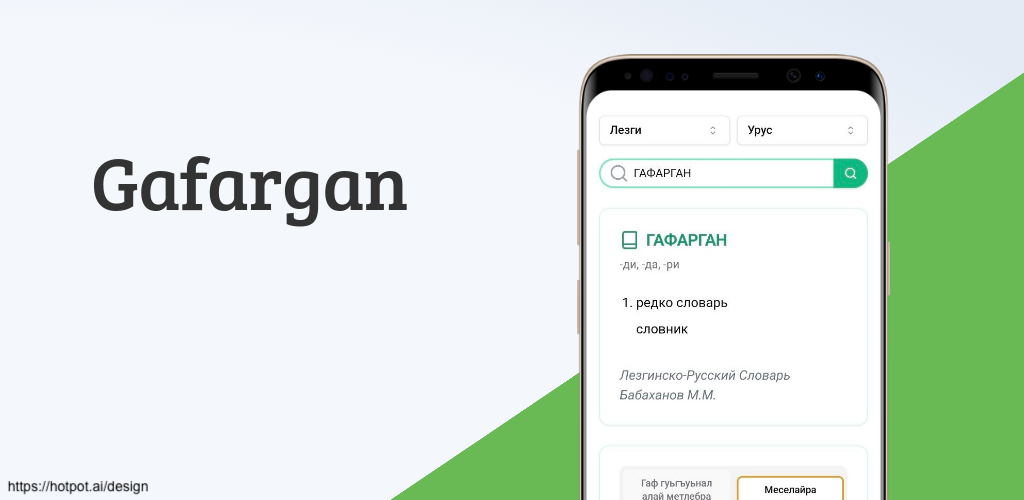 Gafargan
Лезги
Урус
ГАФАРГАН
ГАФАРГАН
-ди, -да, -ри
1. редко словарь
словник
Лезгинско-Русский Словарь
Бабаханов М.М.
Гаф гьгъуьнал
алай метлебра
Меселайра
https://hotpot.ai/design